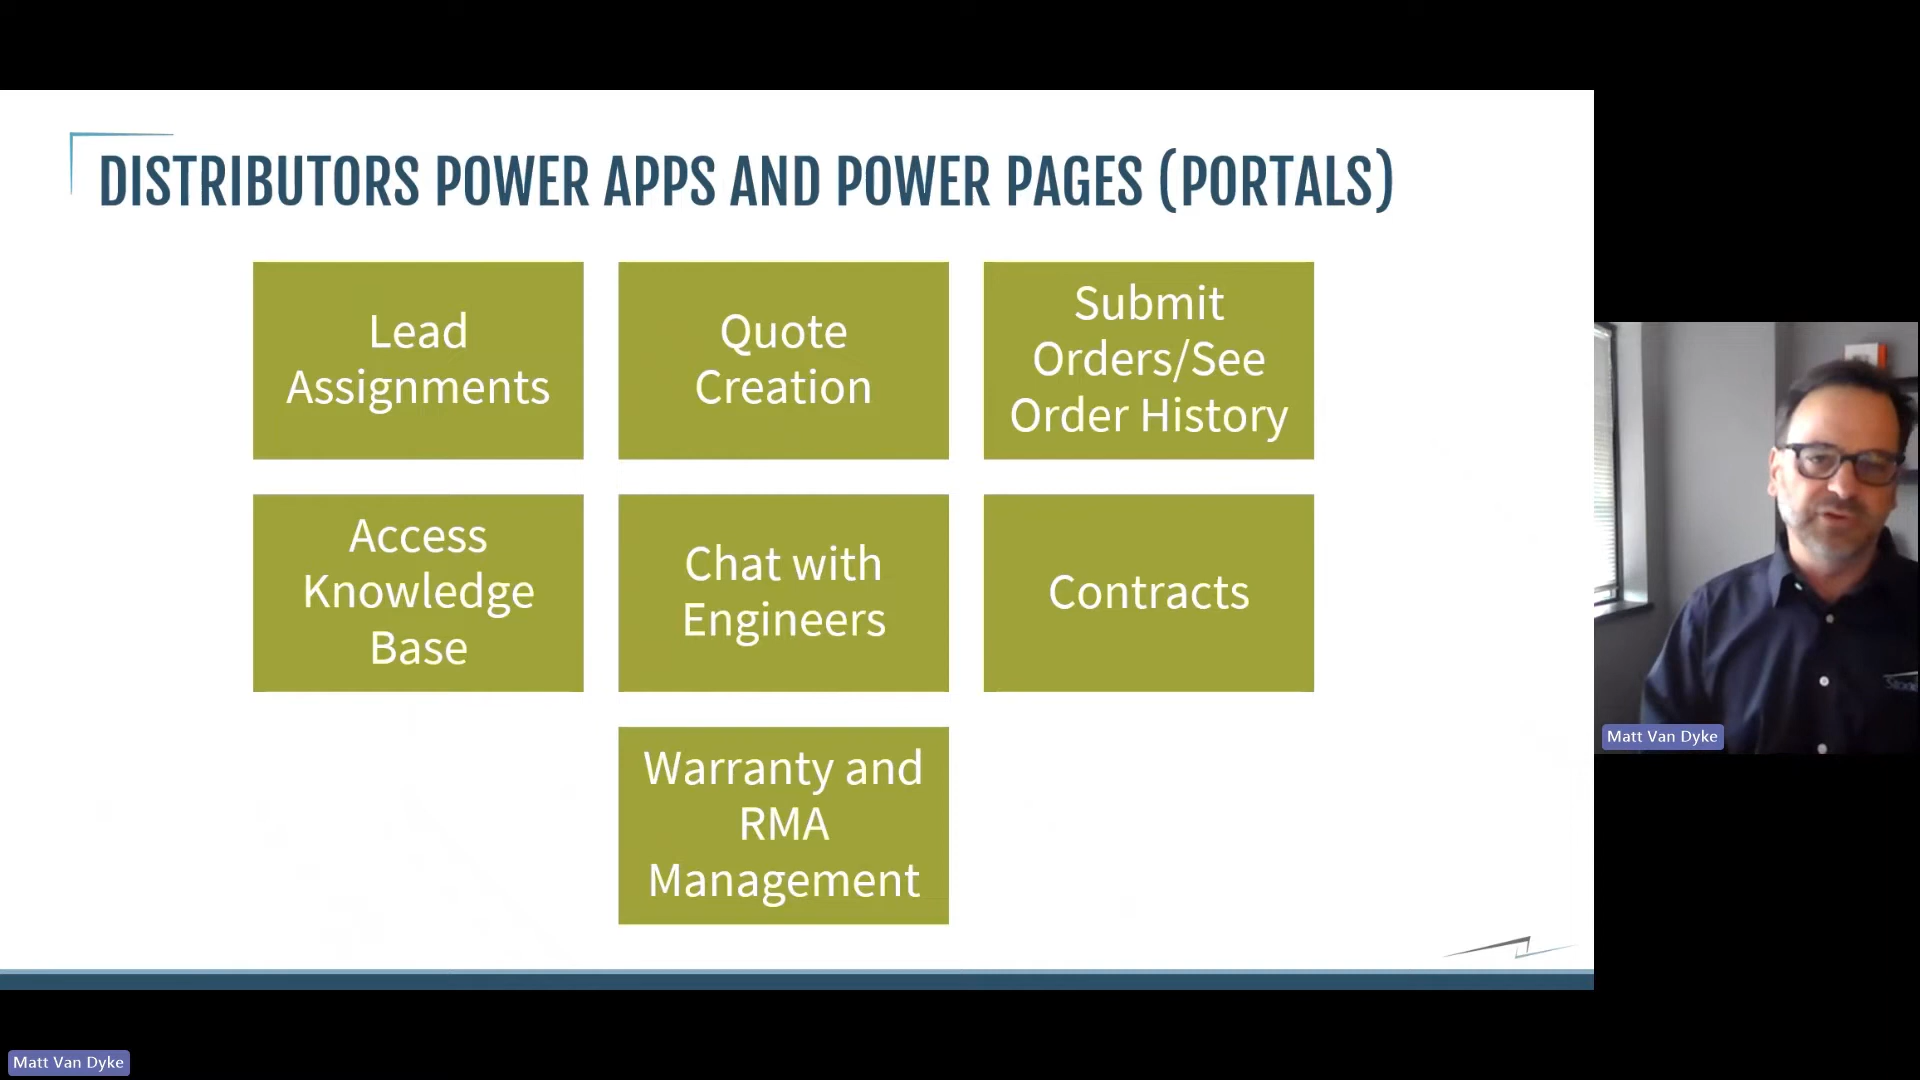 DISTRIBUTORS POWER APPS AND POWER PAGES (PORTALS)
Lead
Assignments
Quote
Creation
Submit
Orders/See
Order History
Access
Knowledge
Base
Chat with
Engineers
Contracts
Warranty and
RMA
Management
Matt Van Dyke
Matt Van Dyke